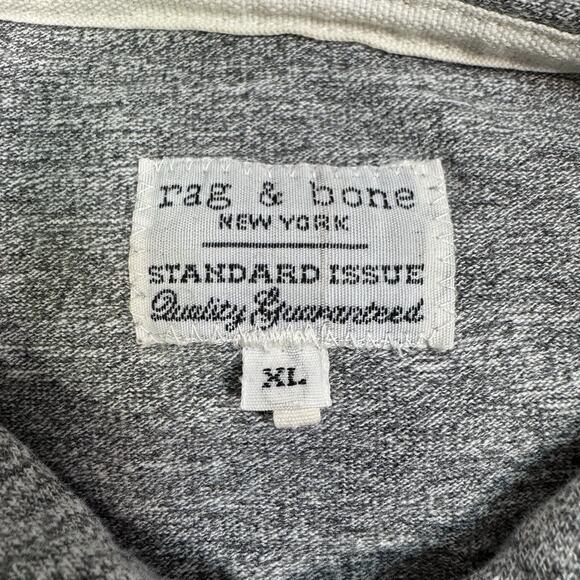 rag & bone
NEW YORK
STANDARD ISSUE
Quality Guaranteed
XL